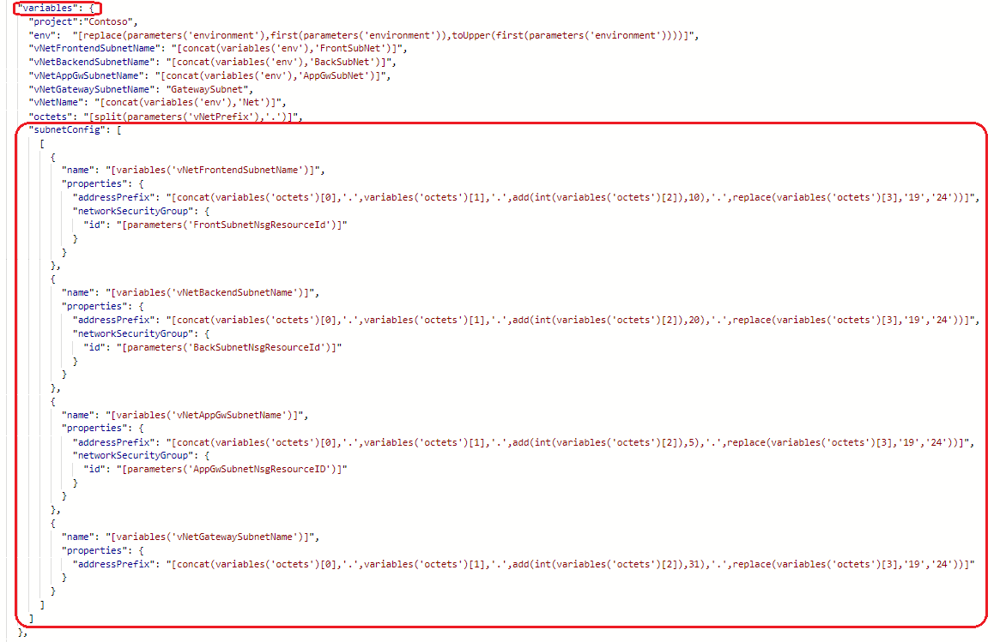 "variables": {
"project":"Contoso",
"env":  "[replace(parameters('environment'),first(parameters('environment')),toUpper(first(parameters('environment'))))]",
"vNetFrontendSubnetName": "[concat(variables('env'),'FrontSubNet')]",
"vNetBackendSubnetName": "[concat(variables('env'),'BackSubNet')]",
"vNetAppGwSubnetName": "[concat(variables('env'),'AppGwSubNet')]",
"vNetGatewaySubnetName": "GatewaySubnet",
"vNetName": "[concat(variables('env'),'Net')]",
"octets": "[split(parameters('vNetPrefix'),'.')]",
"subnetConfig": [
[
{
"name": "[variables('vNetFrontendSubnetName')]",
"properties": {
"addressPrefix": "[concat(variables('octets')[0],'.',variables('octets')[1],'.',add(int(variables('octets')[2]),10),'.',replace(variables('octets')[3],'19','24'))]",
"networkSecurityGroup": {
"id": "[parameters('FrontSubnetNsgResourceId')]"
}
}
},
{
"name": "[variables('vNetBackendSubnetName')]",
"properties": {
"addressPrefix": "[concat(variables('octets')[0],'.',variables('octets')[1],'.',add(int(variables('octets')[2]),20),'.',replace(variables('octets')[3],'19','24'))]",
"networkSecurityGroup": {
"id": "[parameters('BackSubnetNsgResourceId')]"
}
}
},
{
"name": "[variables('vNetAppGwSubnetName')]",
"properties": {
"addressPrefix": "[concat(variables('octets')[0],'.',variables('octets')[1],'.',add(int(variables('octets')[2]),5),'.',replace(variables('octets')[3],'19','24'))]",
"networkSecurityGroup": {
"id": "[parameters('AppGwSubnetNsgResourceID')]"
}
}
},
{
"name": "[variables('vNetGatewaySubnetName')]",
"properties": {
"addressPrefix": "[concat(variables('octets')[0],'.',variables('octets')[1],'.',add(int(variables('octets')[2]),31),'.',replace(variables('octets')[3],'19','24'))]"
}
}
]
]
},